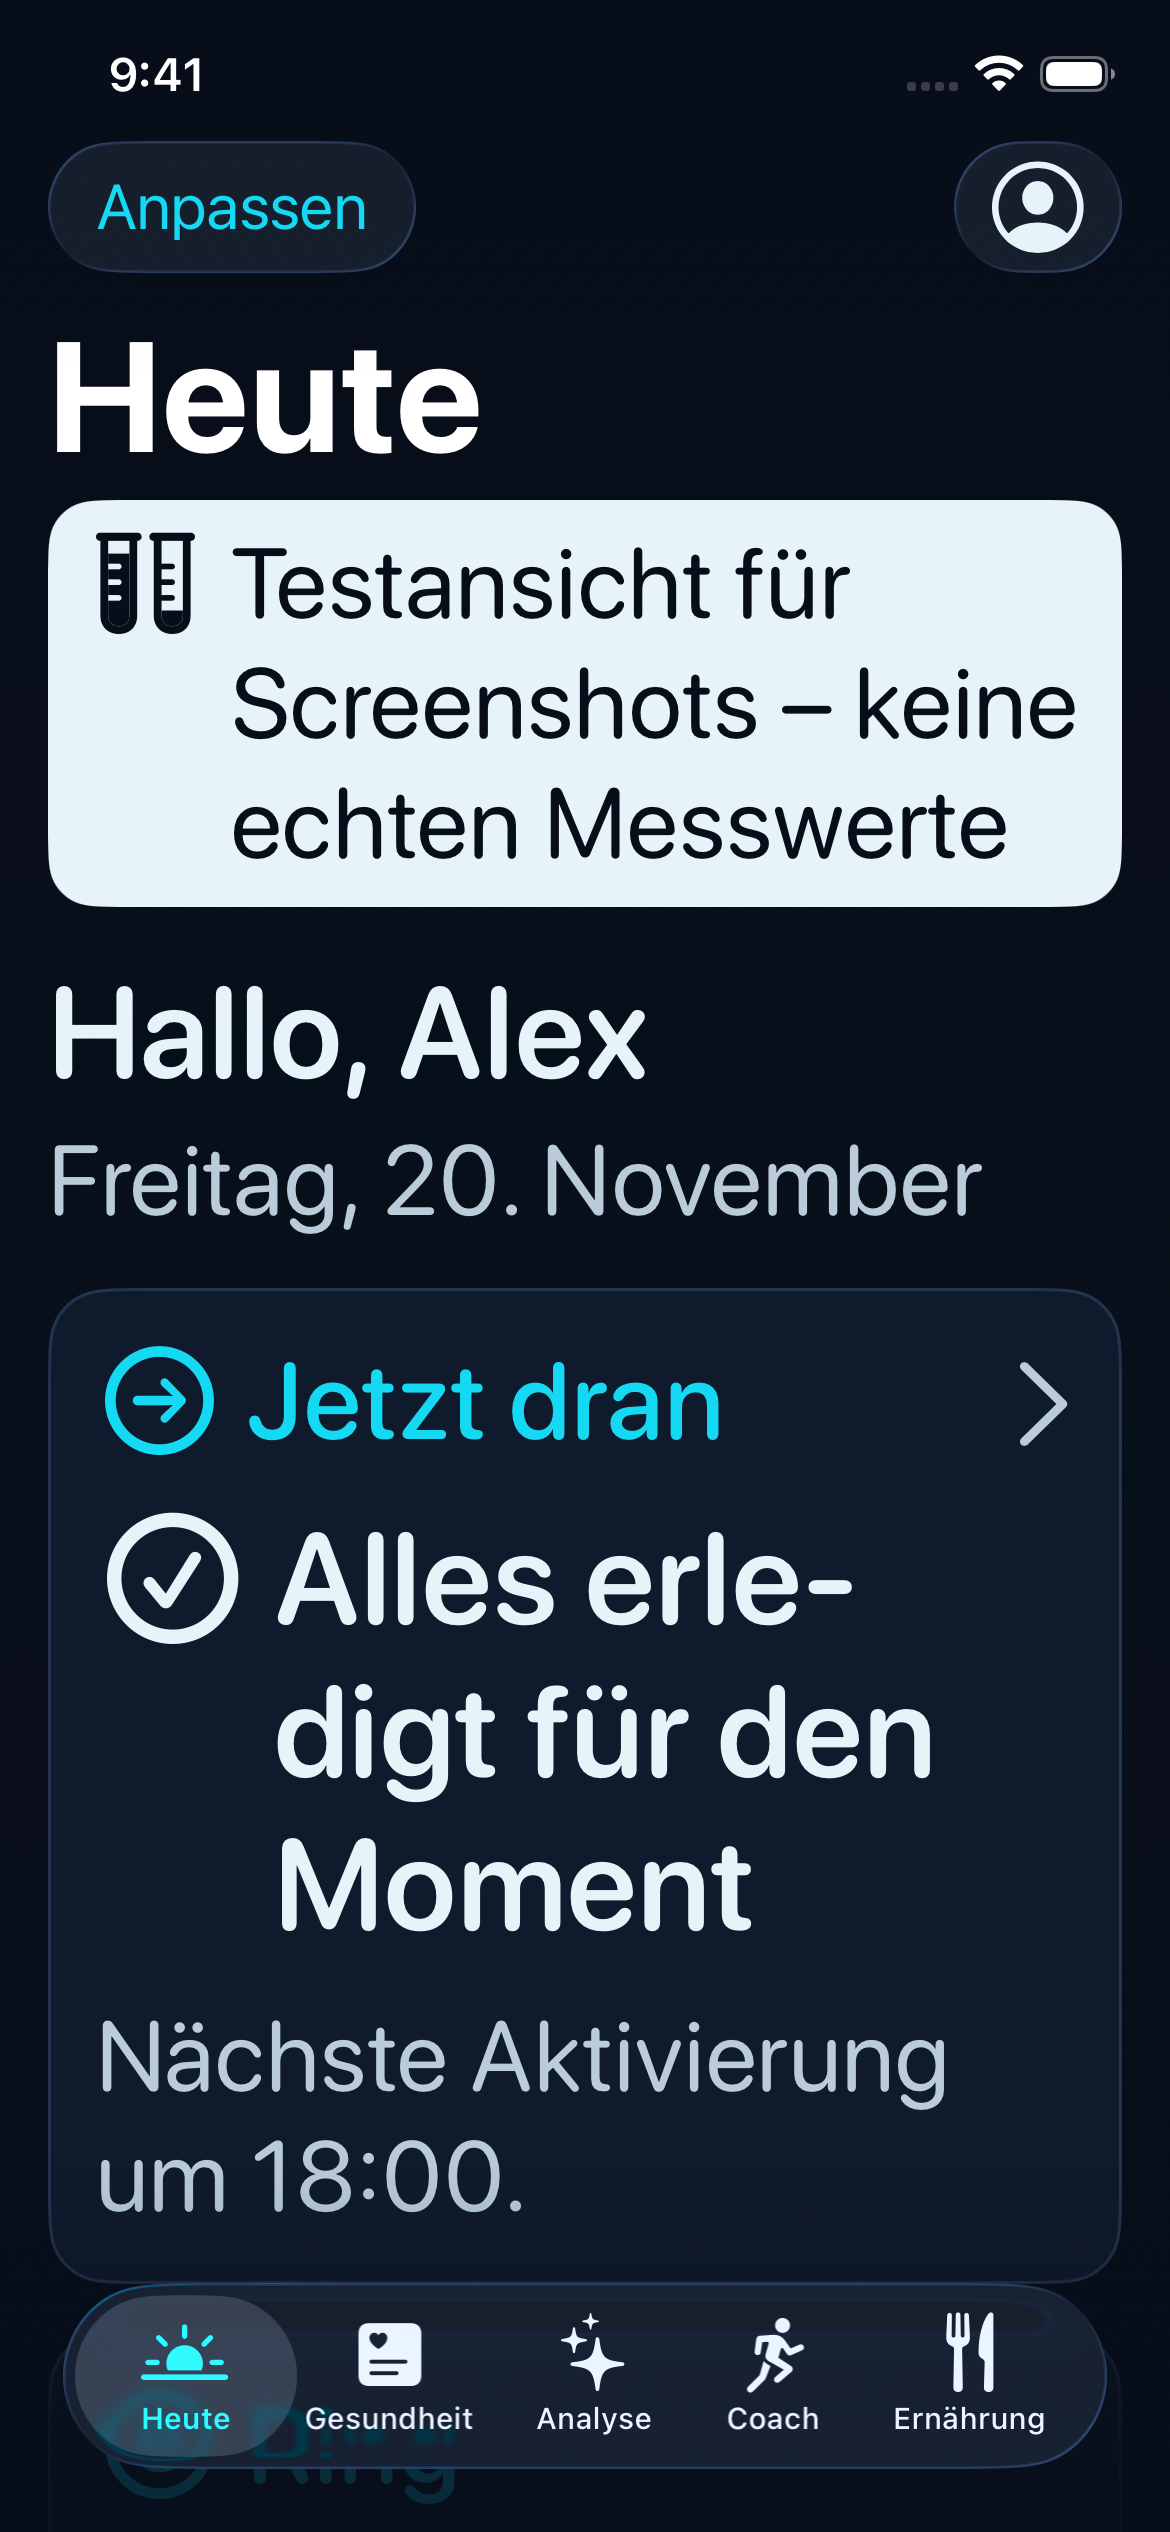 9:41
Anpassen
Heute
Testansicht für
Screenshots – keine
echten Messwerte
Hallo, Alex
Freitag, 20. November
Jetzt dran
Alles erle-
digt für den
Moment
Nächste Aktivierung
um 18:00.
Ring
Heute
Gesundheit
Analyse
Coach
Ernährung